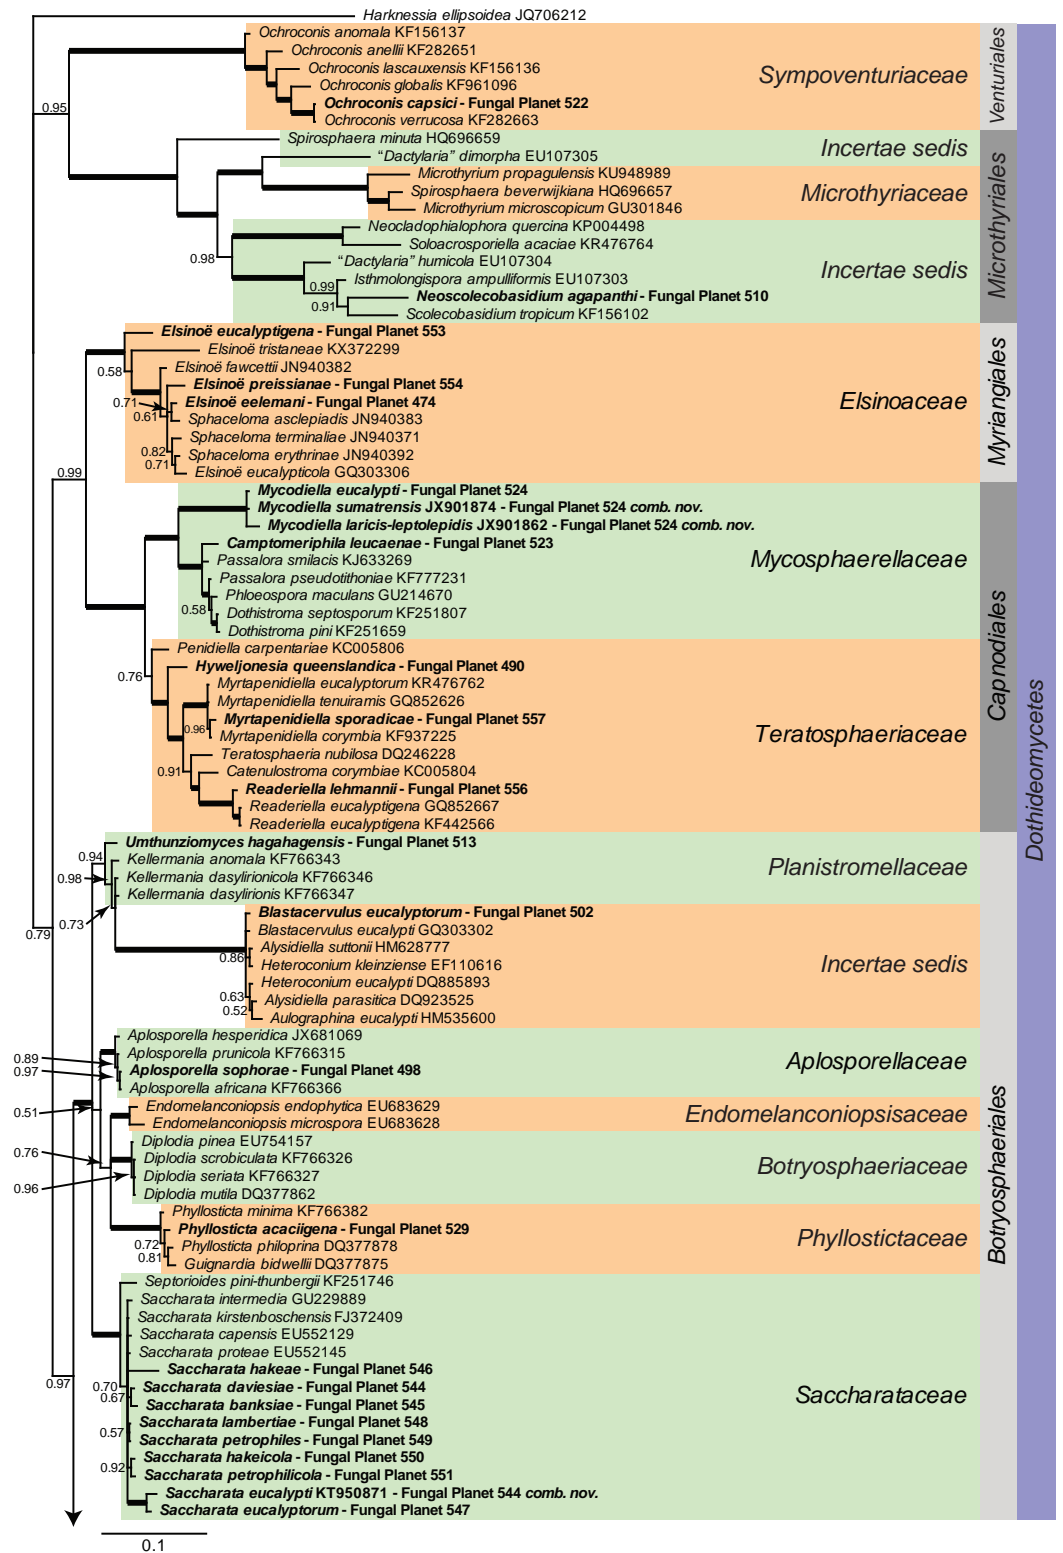 Harknessia ellipsoidea JQ706212
Ochroconis anomala KF156137
Ochroconis anellii KF282651
Ochroconis lascauxensis KF156136
Ochroconis globalis KF961096
Ochroconis capsici - Fungal Planet 522
Ochroconis verrucosa KF282663
Sympoventuriaceae
Venturiales
0.95
Spirosphaera minuta HQ696659
"Dactylaria" dimorpha EU107305
Incertae sedis
Microthyrium propagulensis KU948989
Spirosphaera beverwijkiana HQ696657
Microthyrium microscopicum GU301846
Microthyriaceae
Neocladophialophora quercina KP004498
Soloacrosporiella acaciae KR476764
"Dactylaria" humicola EU107304
Isthmolongispora ampulliformis EU107303
Neoscolecobasidium agapanthi - Fungal Planet 510
Scolecobasidium tropicum KF156102
Incertae sedis
Microthyriales
0.98
0.99
0.91
Elsinoë eucalyptigena - Fungal Planet 553
Elsinoë tristaneae KX372299
Elsinoë fawcettii JN940382
Elsinoë preissianae - Fungal Planet 554
Elsinoë eelemani - Fungal Planet 474
Sphaceloma asclepiadis JN940383
Sphaceloma terminaliae JN940371
Sphaceloma erythrinae JN940392
Elsinoë eucalypticola GQ303306
Elsinoaceae
Myriangiales
0.58
0.71
0.61
0.82
0.71
0.99
Mycodiella eucalypti - Fungal Planet 524
Mycodiella sumatrensis JX901874 - Fungal Planet 524 comb. nov.
Mycodiella laricis-leptolepidis JX901862 - Fungal Planet 524 comb. nov.
Camptomeriphila leucaenae - Fungal Planet 523
Passalora smilacis KJ633269
Passalora pseudotithoniae KF777231
Phloeospora maculans GU214670
Dothistroma septosporum KF251807
Dothistroma pini KF251659
Mycosphaerellaceae
0.58
Penidiella carpentariae KC005806
Hyweljonesia queenslandica - Fungal Planet 490
Myrtapenidiella eucalyptorum KR476762
Myrtapenidiella tenuiramis GQ852626
Myrtapenidiella sporadicae - Fungal Planet 557
Myrtapenidiella corymbia KF937225
Teratosphaeria nubilosa DQ246228
Catenulostroma corymbiae KC005804
Readeriella lehmannii - Fungal Planet 556
Readeriella eucalyptigena GQ852667
Readeriella eucalyptigena KF442566
Teratosphaeriaceae
Capnodiales
0.76
0.96
0.91
Dothideomycetes
Umthunziomyces hagahagensis - Fungal Planet 513
Kellermania anomala KF766343
Kellermania dasylirionicola KF766346
Kellermania dasylirionis KF766347
Planistromellaceae
0.94
0.98
0.73
0.79
Blastacervulus eucalyptorum - Fungal Planet 502
Blastacervulus eucalypti GQ303302
Alysidiella suttonii HM628777
Heteroconium kleinziense EF110616
Heteroconium eucalypti DQ885893
Alysidiella parasitica DQ923525
Aulographina eucalypti HM535600
Incertae sedis
0.86
0.63
0.52
Aplosporella hesperidica JX681069
Aplosporella prunicola KF766315
Aplosporella sophorae - Fungal Planet 498
Aplosporella africana KF766366
Aplosporellaceae
0.89
0.97
Endomelanconiopsis endophytica EU683629
Endomelanconiopsis microspora EU683628
Endomelanconiopsisaceae
0.51
Diplodia pinea EU754157
Diplodia scrobiculata KF766326
Diplodia seriata KF766327
Diplodia mutila DQ377862
Botryosphaeriaceae
0.76
0.96
Phyllosticta minima KF766382
Phyllosticta acaciigena - Fungal Planet 529
Phyllosticta philoprina DQ377878
Guignardia bidwellii DQ377875
Phyllostictaceae
0.72
0.81
Botryosphaeriales
Septorioides pini-thunbergii KF251746
Saccharata intermedia GU229889
Saccharata kirstenboschensis FJ372409
Saccharata capensis EU552129
Saccharata proteae EU552145
Saccharata hakeae - Fungal Planet 546
Saccharata daviesiae - Fungal Planet 544
Saccharata banksiae - Fungal Planet 545
Saccharata lambertiae - Fungal Planet 548
Saccharata petrophiles - Fungal Planet 549
Saccharata hakeicola - Fungal Planet 550
Saccharata petrophilicola - Fungal Planet 551
Saccharata eucalypti KT950871 - Fungal Planet 544 comb. nov.
Saccharata eucalyptorum - Fungal Planet 547
Saccharataceae
0.97
0.70
0.67
0.57
0.92
0.1